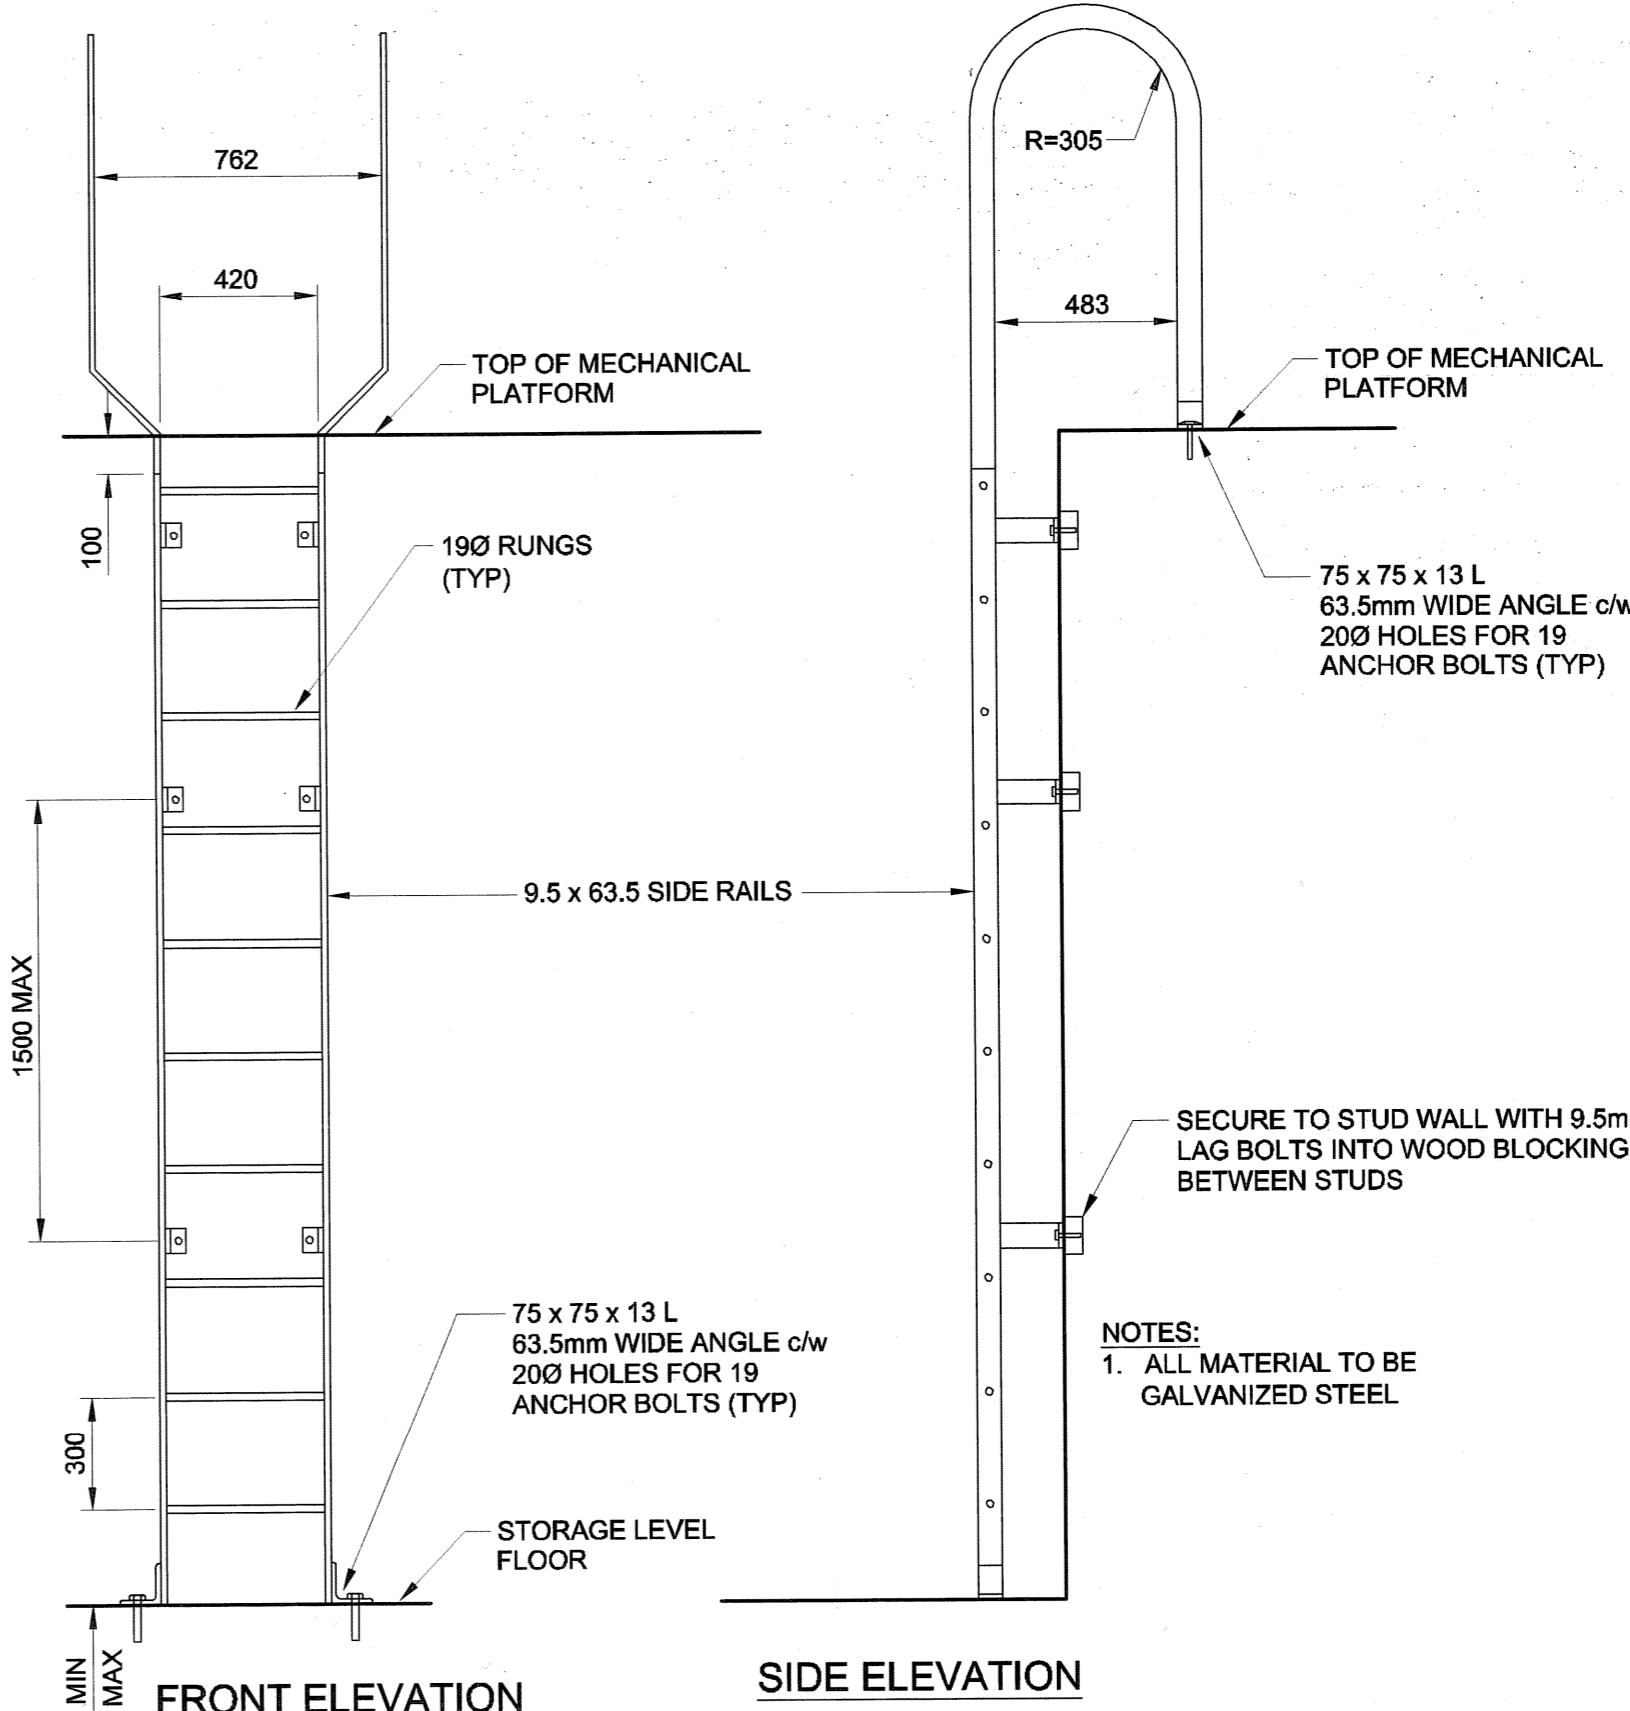 762
R=305
420
483
TOP OF MECHANICAL
PLATFORM
TOP OF MECHANICAL
PLATFORM
100
19Ø RUNGS
(TYP)
75 x 75 x 13 L
63.5mm WIDE ANGLE c/w
20Ø HOLES FOR 19
ANCHOR BOLTS (TYP)
9.5 x 63.5 SIDE RAILS
1500 MAX
SECURE TO STUD WALL WITH 9.5m
LAG BOLTS INTO WOOD BLOCKING
BETWEEN STUDS
75 x 75 x 13 L
63.5mm WIDE ANGLE c/w
20Ø HOLES FOR 19
ANCHOR BOLTS (TYP)
NOTES:
1. ALL MATERIAL TO BE
GALVANIZED STEEL
300
STORAGE LEVEL
FLOOR
MIN
MAX
FRONT ELEVATION
SIDE ELEVATION